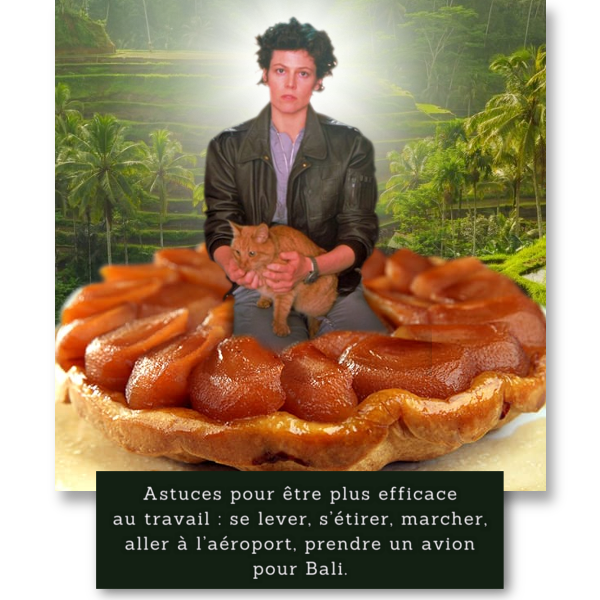 Astuces pour être plus efficace
au travail : se lever, s'étirer, marcher,
aller à l'aéroport, prendre un avion
pour Bali.